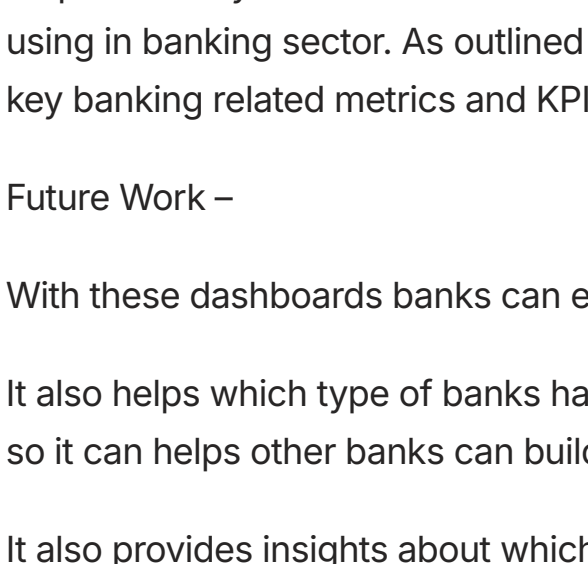 using in banking sector. As outlined
key banking related metrics and KPI
Future Work –
With these dashboards banks can e
It also helps which type of banks ha
so it can helps other banks can build
It also provides insights about which